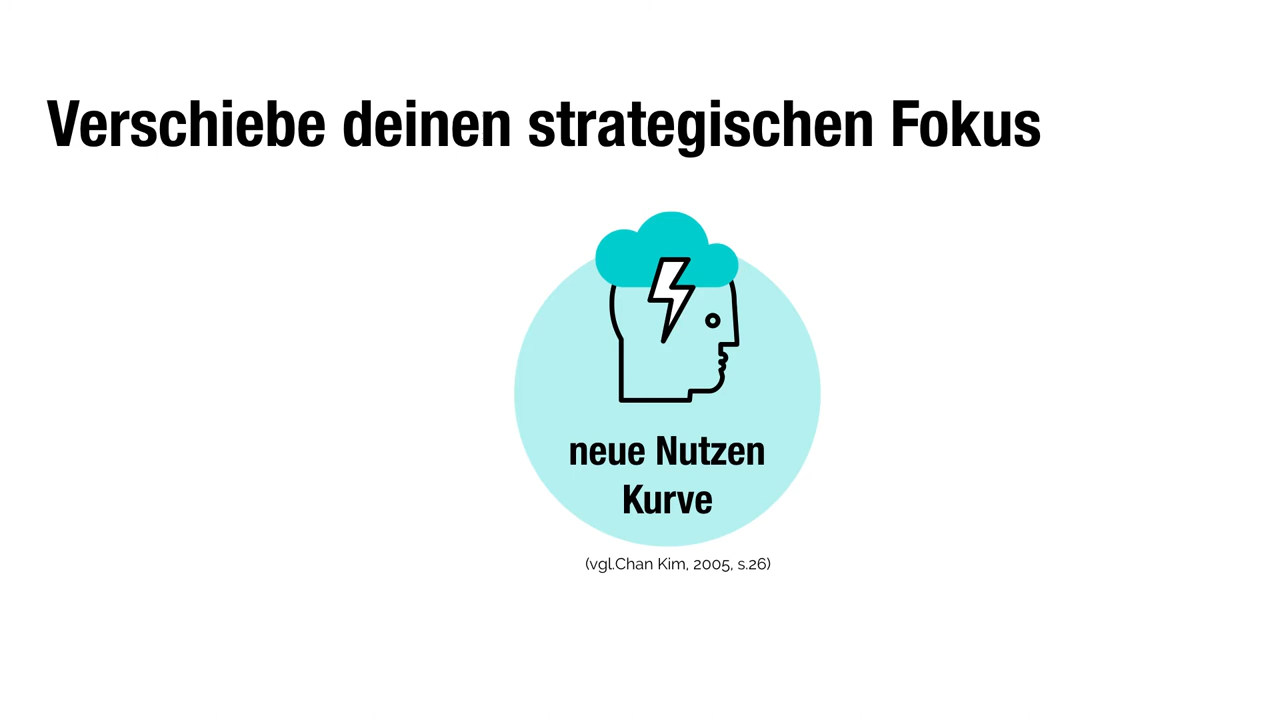 Verschiebe deinen strategischen Fokus
neue Nutzen
Kurve
(vgl.Chan Kim, 2005, s.26)